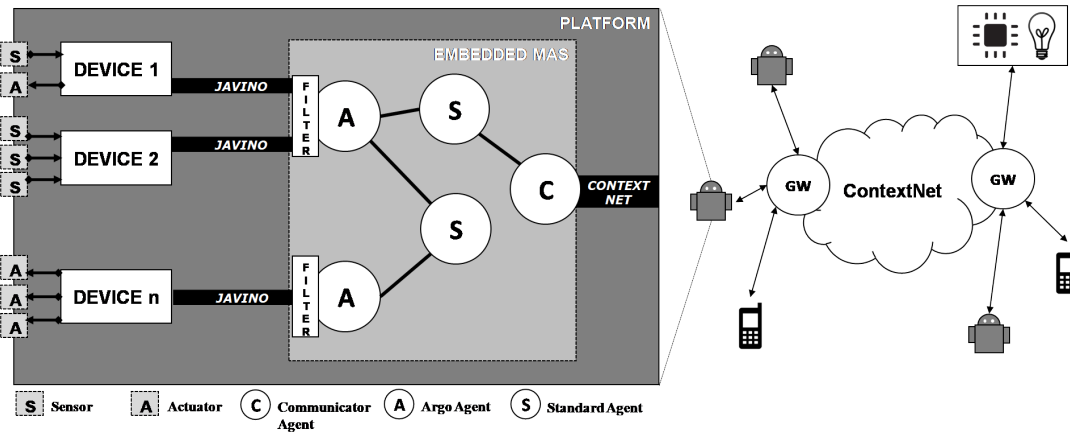 PLATFORM
EMBEDDED MAS
S
A
DEVICE 1
JAVINO
FILTER
A
S
S
S
S
DEVICE 2
JAVINO
C
CONTEXT
NET
S
A
A
A
DEVICE n
JAVINO
FILTER
A
GW
ContextNet
GW
S Sensor
A Actuator
C Communicator
Agent
A Argo Agent
S Standard Agent